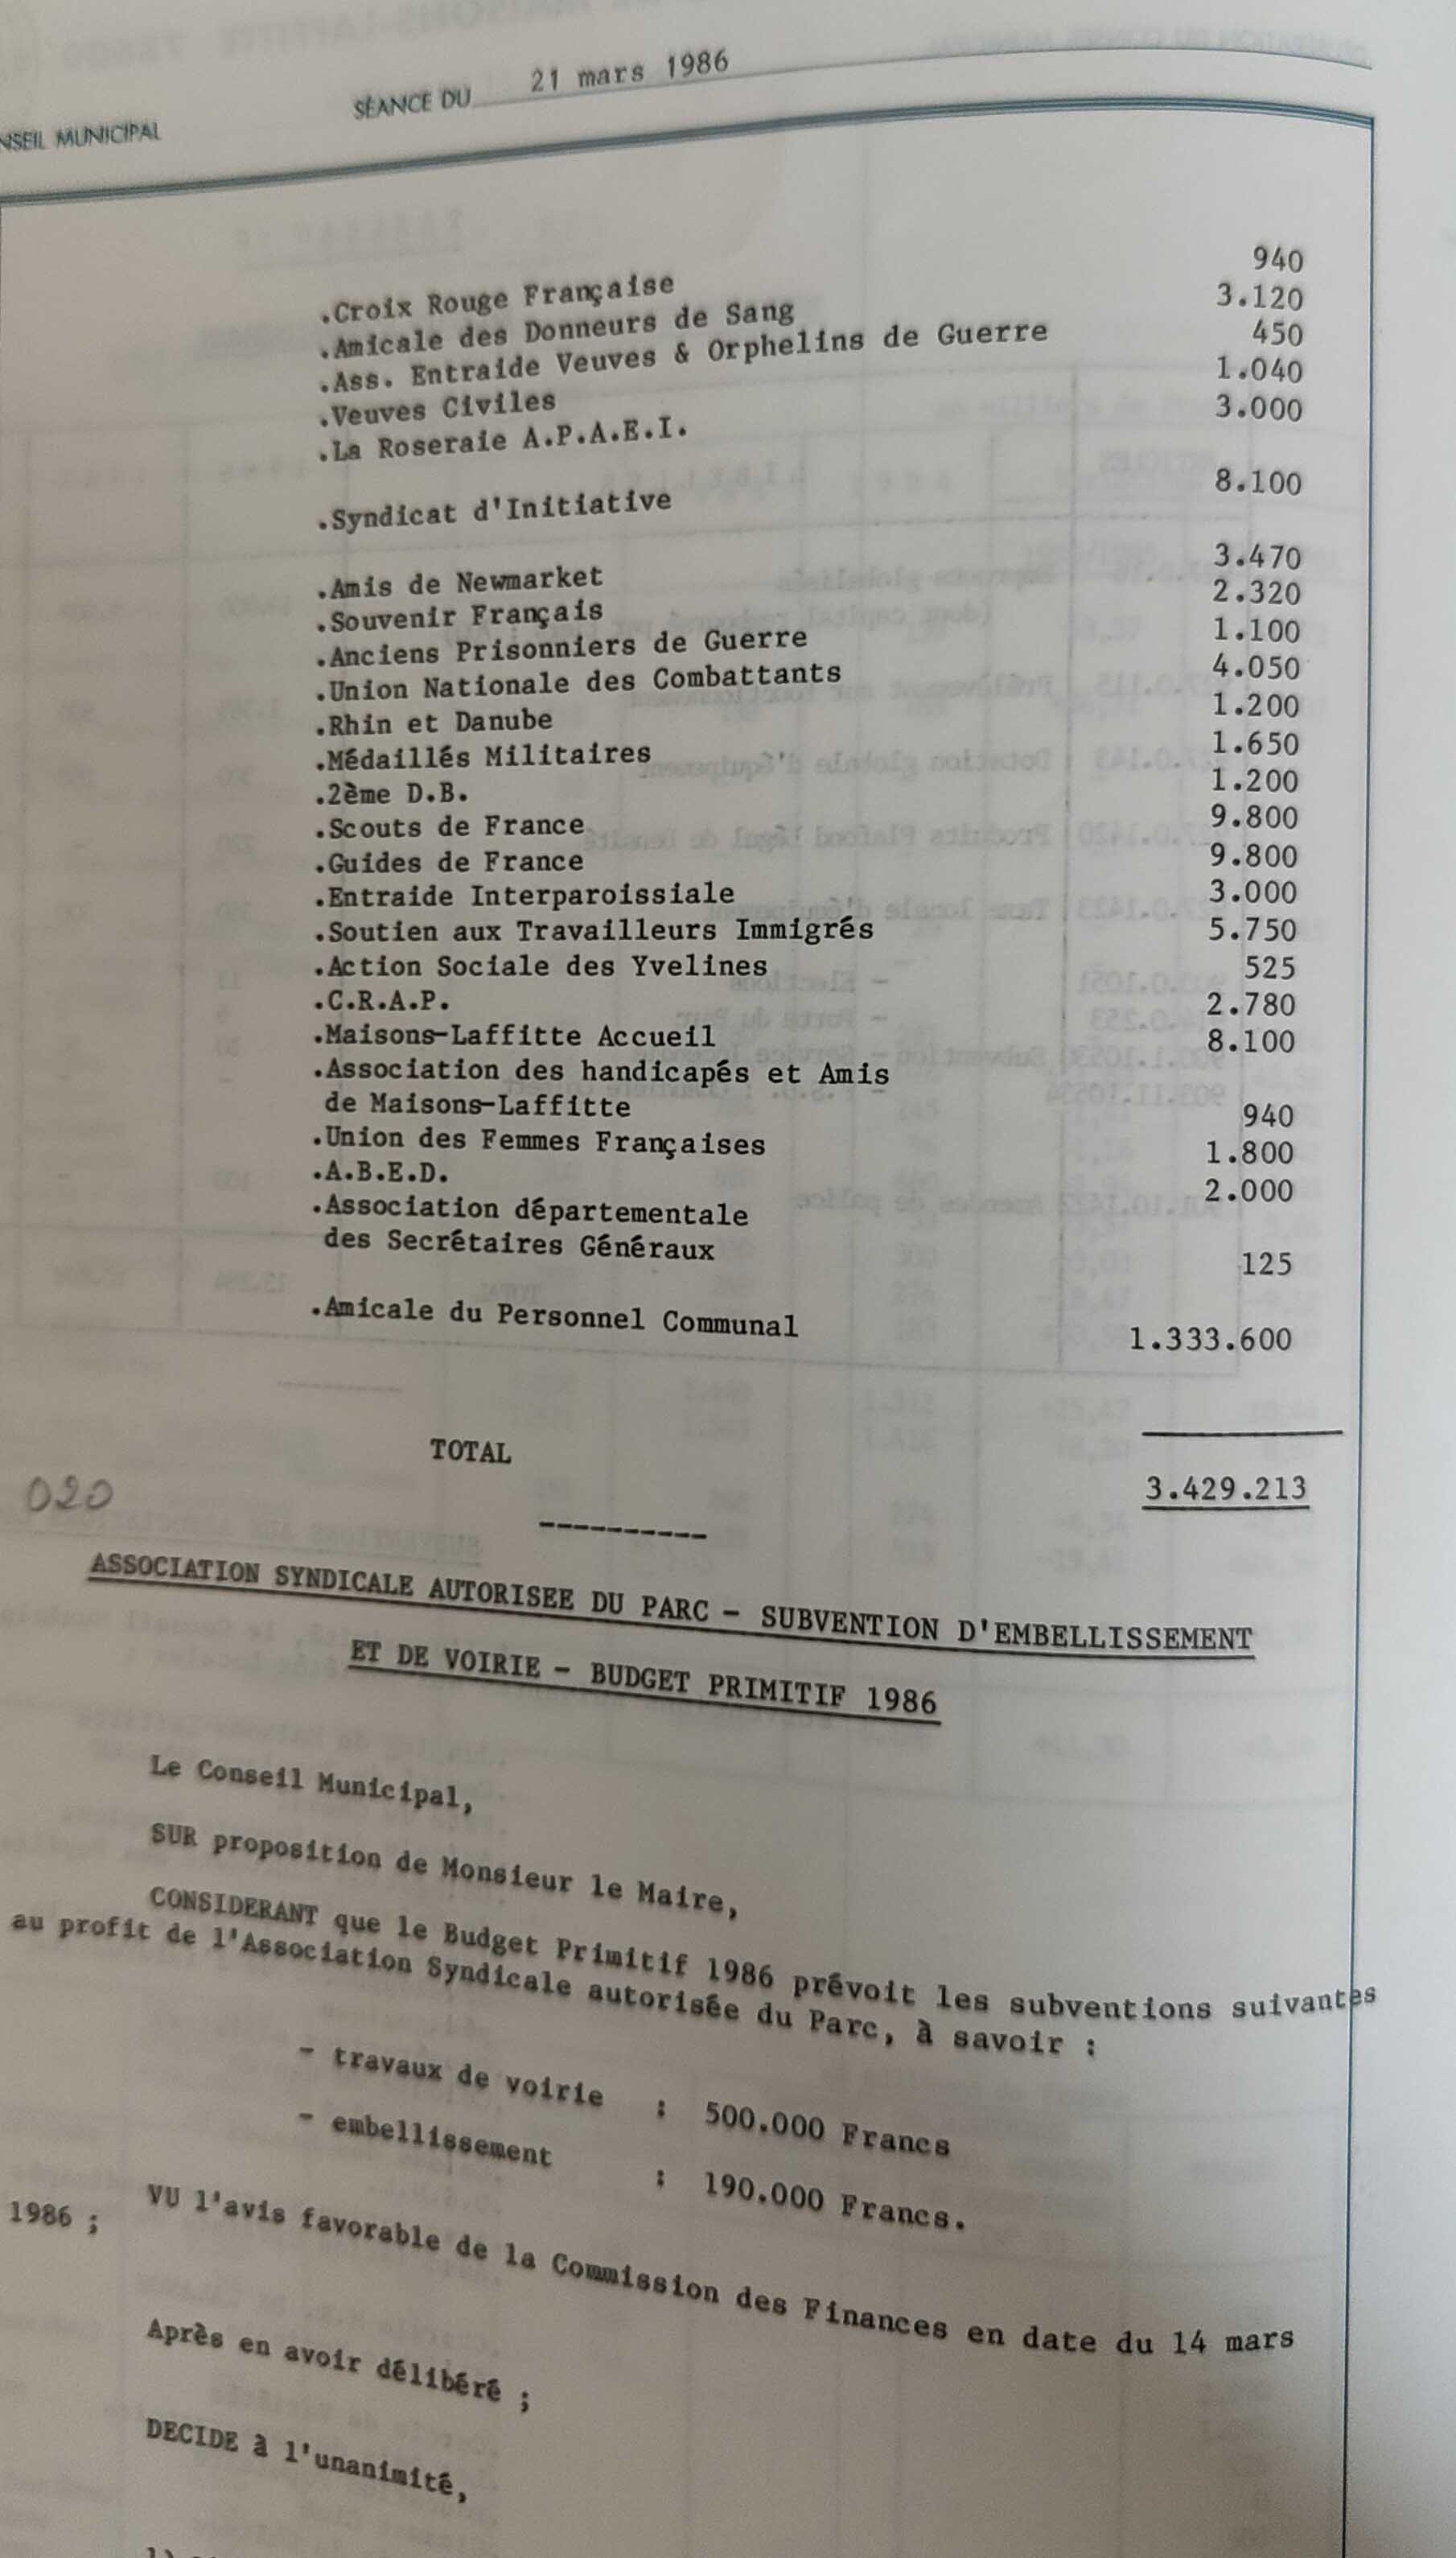 SÉANCE DU 21 mars 1986
CONSEIL MUNICIPAL
.Croix Rouge Française 940
.Amicale des Donneurs de Sang 3.120
.Ass. Entraide Veuves & Orphelins de Guerre 450
.Veuves Civiles 1.040
.La Roseraie A.P.A.E.I. 3.000
.Syndicat d'Initiative 8.100
.Amis de Newmarket 3.470
.Souvenir Français 2.320
.Anciens Prisonniers de Guerre 1.100
.Union Nationale des Combattants 4.050
.Rhin et Danube 1.200
.Médaillés Militaires 1.650
.2ème D.B. 1.200
.Scouts de France 9.800
.Guides de France 9.800
.Entraide Interparoissiale 3.000
.Soutien aux Travailleurs Immigrés 5.750
.Action Sociale des Yvelines 525
.C.R.A.P. 2.780
.Maisons-Laffitte Accueil 8.100
.Association des handicapés et Amis
de Maisons-Laffitte 940
.Union des Femmes Françaises 1.800
.A.B.E.D. 2.000
.Association départementale
des Secrétaires Généraux 125
.Amicale du Personnel Communal 1.333.600
TOTAL 3.429.213
020
----------
ASSOCIATION SYNDICALE AUTORISEE DU PARC - SUBVENTION D'EMBELLISSEMENT
ET DE VOIRIE - BUDGET PRIMITIF 1986
Le Conseil Municipal,
SUR proposition de Monsieur le Maire,
CONSIDERANT que le Budget Primitif 1986 prévoit les subventions suivantes
au profit de l'Association Syndicale autorisée du Parc, à savoir :
- travaux de voirie : 500.000 Francs
- embellissement : 190.000 Francs.
VU l'avis favorable de la Commission des Finances en date du 14 mars
1986 ;
Après en avoir délibéré ;
DECIDE à l'unanimité,